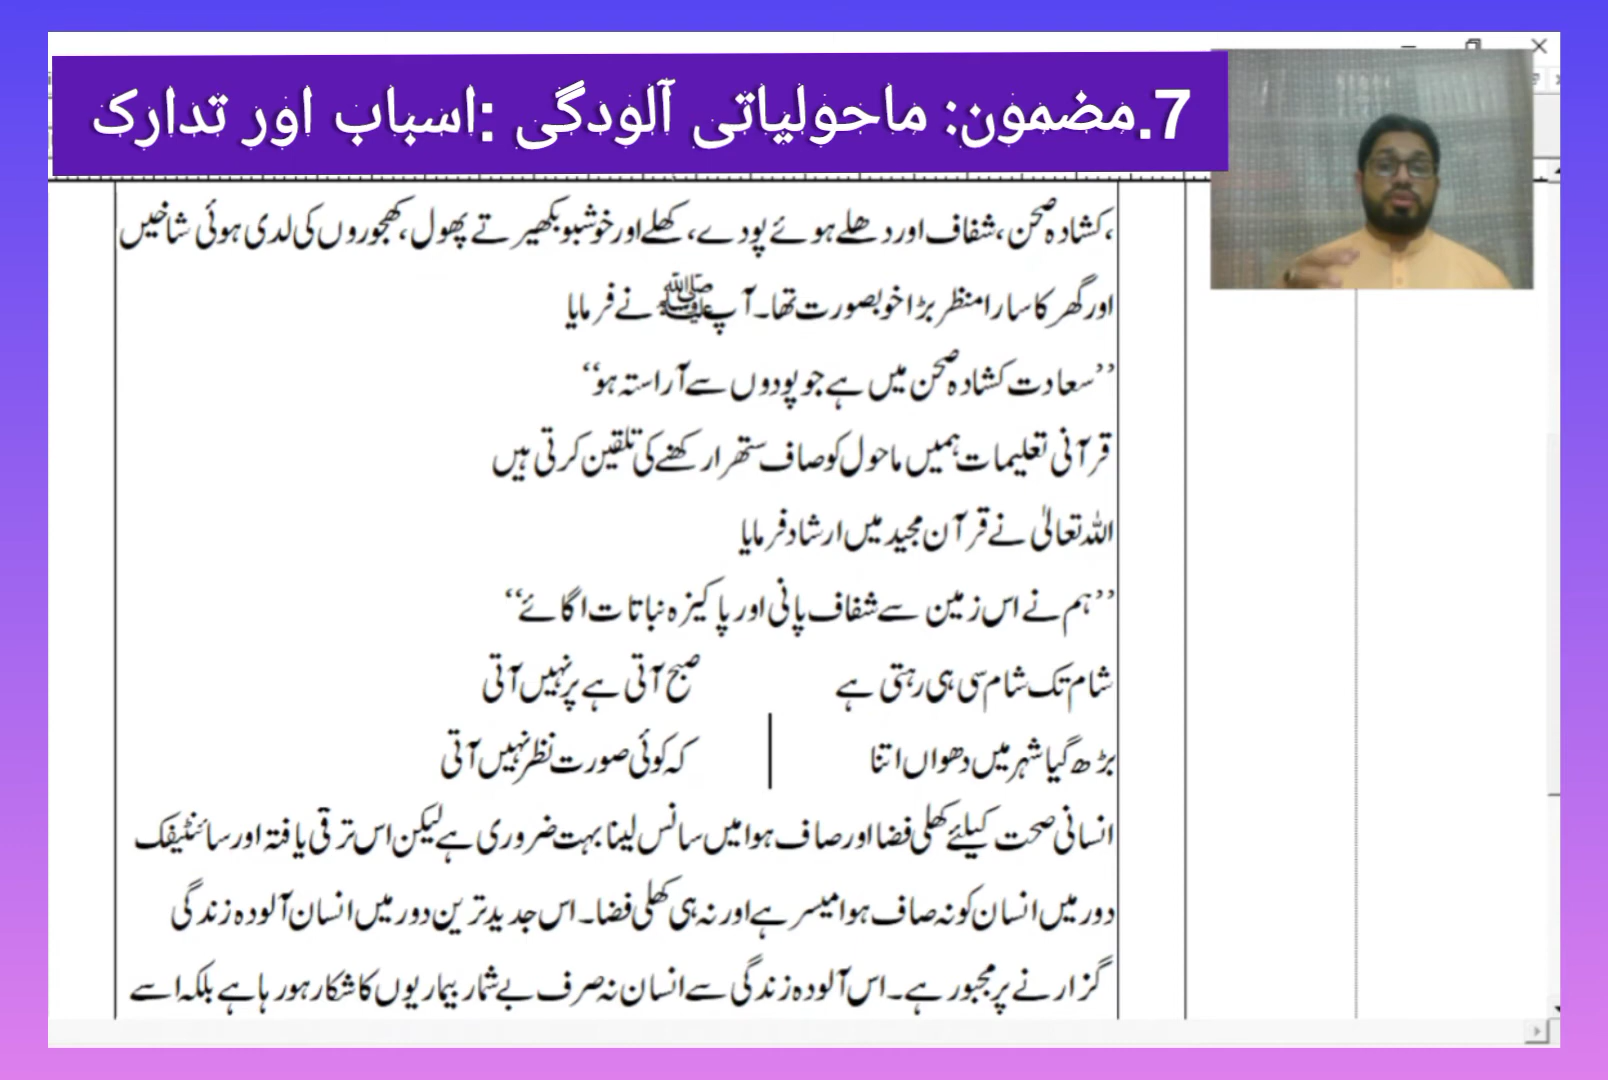 7.مضمون: ماحولیاتی آلودگی :اسباب اور تدارک
،کشادہ صحن،شفاف اور دھلے ہوئے پودے،کھلے اور خوشبو بکھیرتے پھول،کھجوروں کی لدی ہوئی شاخیں
اور گھر کا سارا منظر بڑا خوبصورت تھا۔آپ ﷺ نے فرمایا
’’سعادت کشادہ صحن میں ہے جو پودوں سے آراستہ ہو‘‘
قرآنی تعلیمات ہمیں ماحول کو صاف ستھرا رکھنے کی تلقین کرتی ہیں
اللہ تعالیٰ نے قرآن مجید میں ارشاد فرمایا
’’ہم نے اس زمین سے شفاف پانی اور پاکیزہ نباتات اگائے‘‘
شام تک شام سی ہی رہتی ہے صبح آتی ہے پر نہیں آتی
بڑھ گیا شہر میں دھواں اتنا کہ کوئی صورت نظر نہیں آتی
انسانی صحت کیلئے کھلی فضا اور صاف ہوا میں سانس لینا بہت ضروری ہے لیکن اس ترقی یافتہ اور سائنٹیفک
دور میں انسان کو نہ صاف ہوا میسر ہے اور نہ ہی کھلی فضا۔اس جدید ترین دور میں انسان آلودہ زندگی
گزارنے پر مجبور ہے۔اس آلودہ زندگی سے انسان نہ صرف بے شمار بیماریوں کا شکار ہو رہا ہے بلکہ اسے